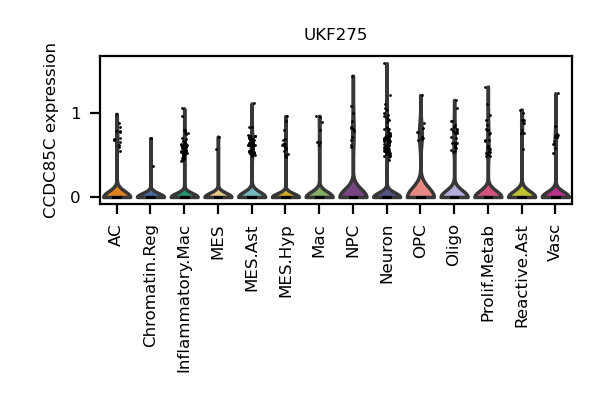 UKF275
CCDC85C expression
1
0
AC
Chromatin.Reg
Inflammatory.Mac
MES
MES.Ast
MES.Hyp
Mac
NPC
Neuron
OPC
Oligo
Prolif.Metab
Reactive.Ast
Vasc